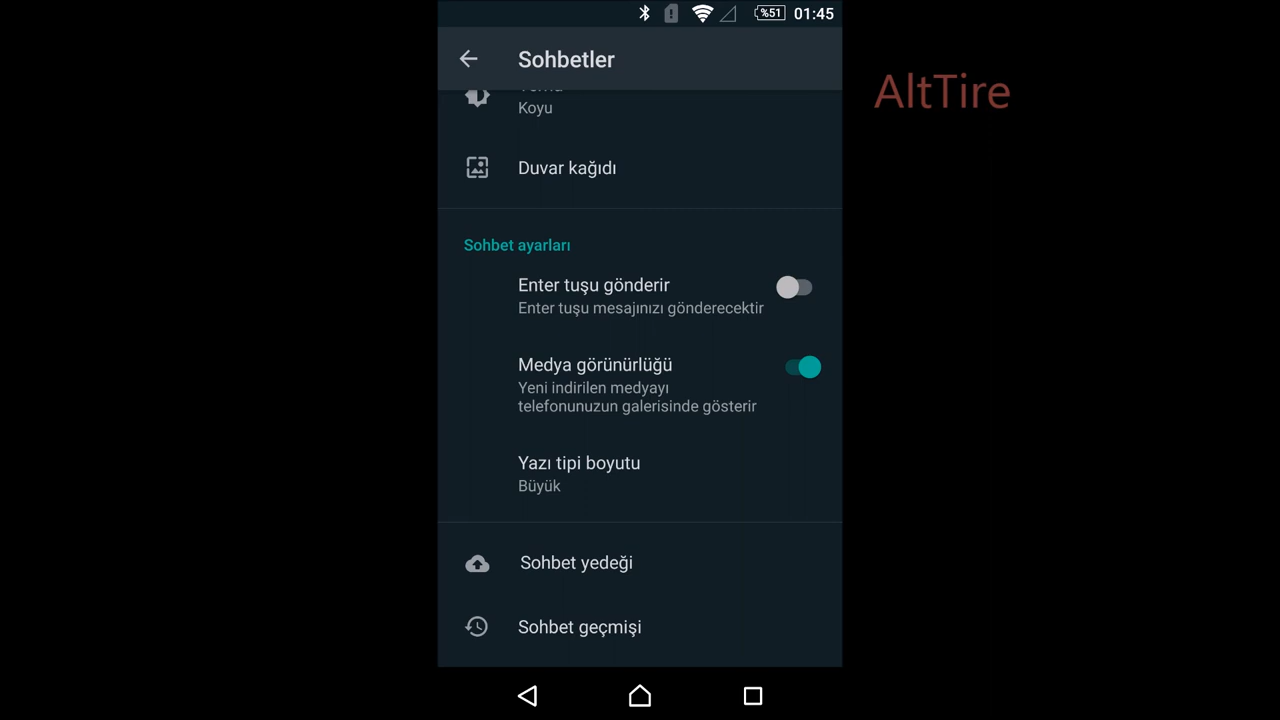 %51 01:45
Sohbetler
AltTire
Koyu
Duvar kağıdı
Sohbet ayarları
Enter tuşu gönderir
Enter tuşu mesajınızı gönderecektir
Medya görünürlüğü
Yeni indirilen medyayı
telefonunuzun galerisinde gösterir
Yazı tipi boyutu
Büyük
Sohbet yedeği
Sohbet geçmişi